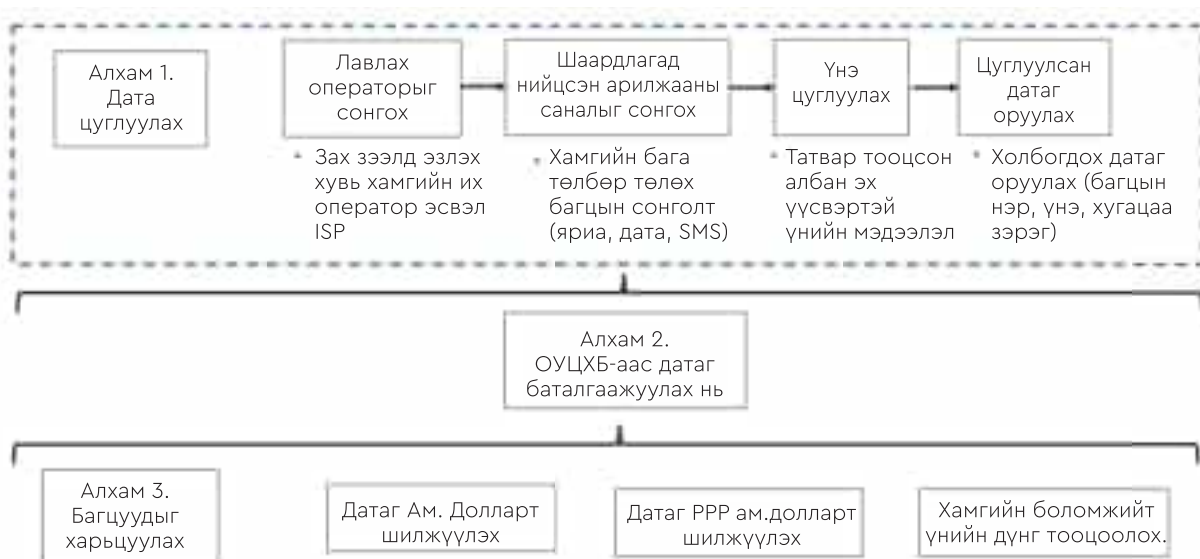 Алхам 1.
Дата
цуглуулах
Лавлах
операторыг
сонгох
Шаардлагад
нийцсэн арилжааны
саналыг сонгох
Үнэ
цуглуулах
Цуглуулсан
датаг
оруулах
• Зах зээлд эзлэх
хувь хамгийн их
оператор эсвэл
ISP
• Хамгийн бага
төлбөр төлөх
багцын сонголт
(яриа, дата, SMS)
• Татвар тооцсон
албан эх
үүсвэртэй
үнийн мэдээлэл
• Холбогдох датаг
оруулах (багцын
нэр, үнэ, хугацаа
зэрэг)
Алхам 2.
ОУЦХБ-аас датаг
баталгаажуулах нь
Алхам 3.
Багцуудыг
харьцуулах
Датаг Ам. Долларт
шилжүүлэх
Датаг PPP ам.долларт
шилжүүлэх
Хамгийн боломжийт
үнийн дүнг тооцоолох.